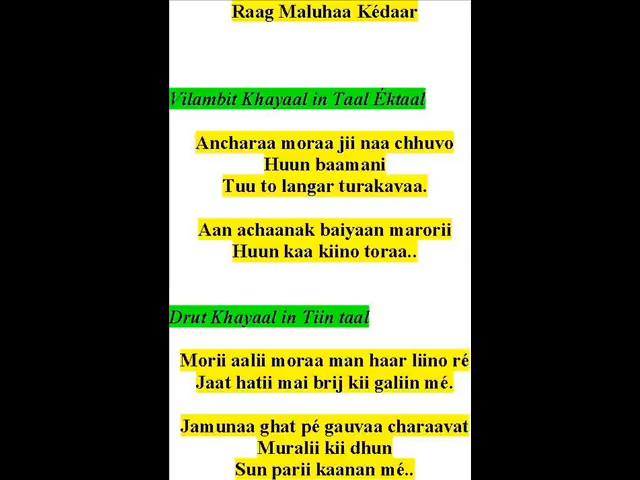 Raag Maluhaa Kédaar
Vilambit Khayaal in Taal Éktaal
Ancharaa moraa jii naa chhuvo
Huun baamani
Tuu to langar turakavaa.
Aan achaanak baiyaan marorii
Huun kaa kiino toraa..
Drut Khayaal in Tiin taal
Morii aalii moraa man haar liino ré
Jaat hatii mai brij kii galiin mé.
Jamunaa ghat pé gauvaa charaavat
Muralii kii dhun
Sun parii kaanan mé..